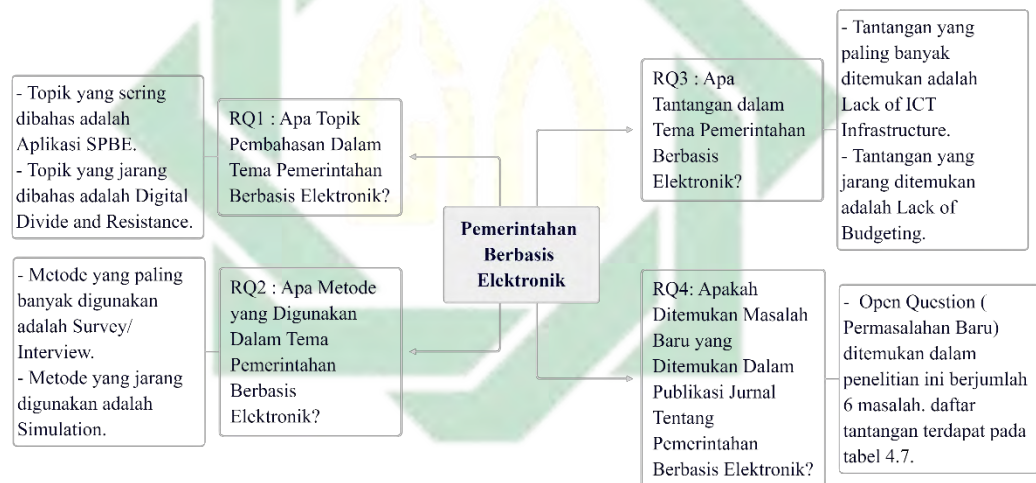 - Topik yang sering
dibahas adalah
Aplikasi SPBE.
- Topik yang jarang
dibahas adalah Digital
Divide and Resistance.
RQ1 : Apa Topik
Pembahasan Dalam
Tema Pemerintahan
Berbasis Elektronik?
- Metode yang paling
banyak digunakan
adalah Survey/
Interview.
- Metode yang jarang
digunakan adalah
Simulation.
RQ2 : Apa Metode
yang Digunakan
Dalam Tema
Pemerintahan
Berbasis
Elektronik?
Pemerintahan
Berbasis
Elektronik
RQ3 : Apa
Tantangan dalam
Tema Pemerintahan
Berbasis
Elektronik?
- Tantangan yang
paling banyak
ditemukan adalah
Lack of ICT
Infrastructure.
- Tantangan yang
jarang ditemukan
adalah Lack of
Budgeting.
RQ4: Apakah
Ditemukan Masalah
Baru yang
Ditemukan Dalam
Publikasi Jurnal
Tentang
Pemerintahan
Berbasis Elektronik?
- Open Question (
Permasalahan Baru)
ditemukan dalam
penelitian ini berjumlah
6 masalah. daftar
tantangan terdapat pada
tabel 4.7.